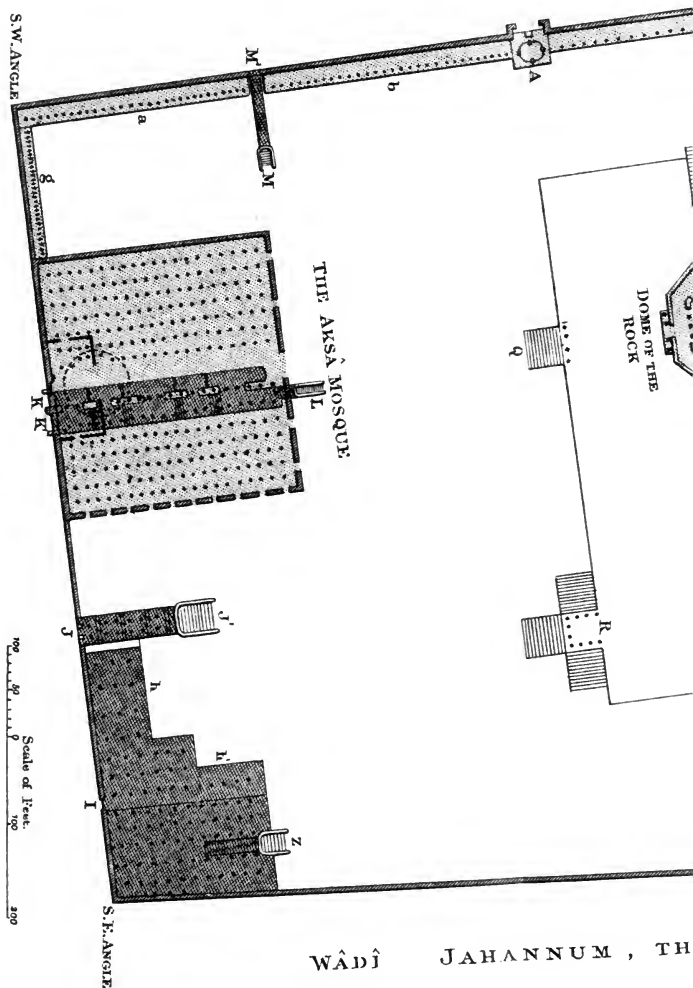 S.W. ANGLE
M'
A
a
b
M
g
THE AKSÂ MOSQUE
DOME OF THE
ROCK
Q
L
K K'
J
J'
R
h
h'
I
Z
100 50 0 100 200
Scale of Feet.
S.E. ANGLE
WÂDÎ JAHANNUM, TH